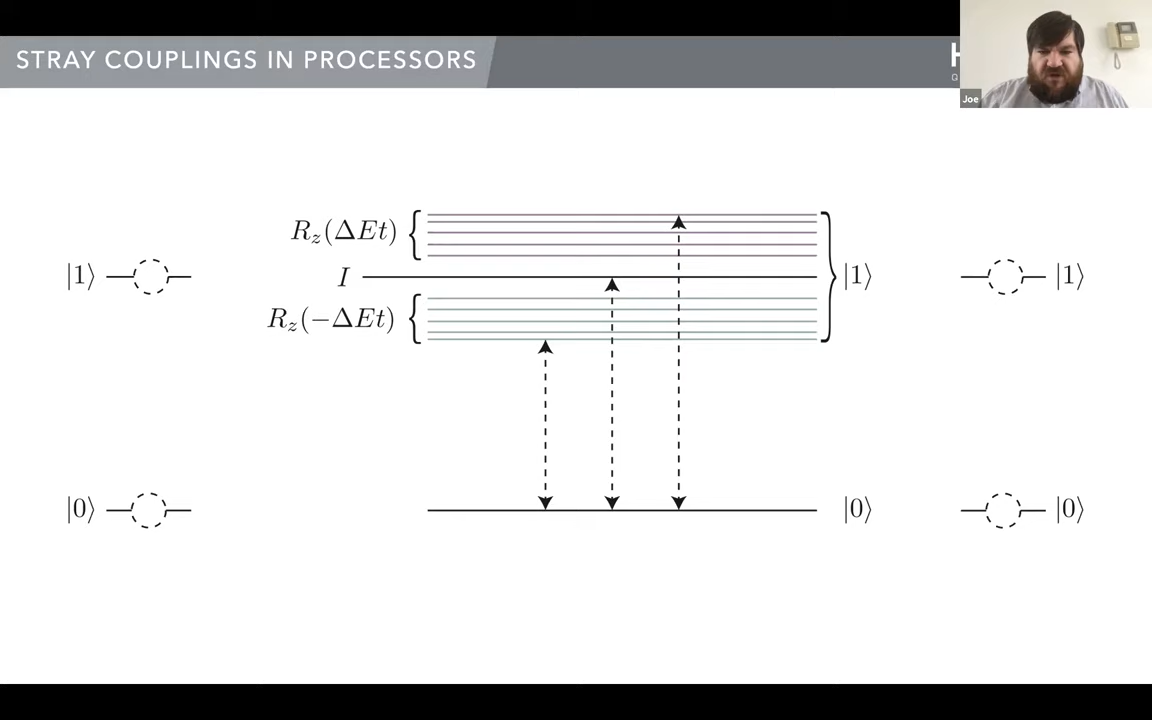 STRAY COUPLINGS IN PROCESSORS
H
Q
Joe
R_z(ΔEt) {
|1⟩ I |1⟩ |1⟩
R_z(−ΔEt) {
|0⟩ |0⟩ |0⟩